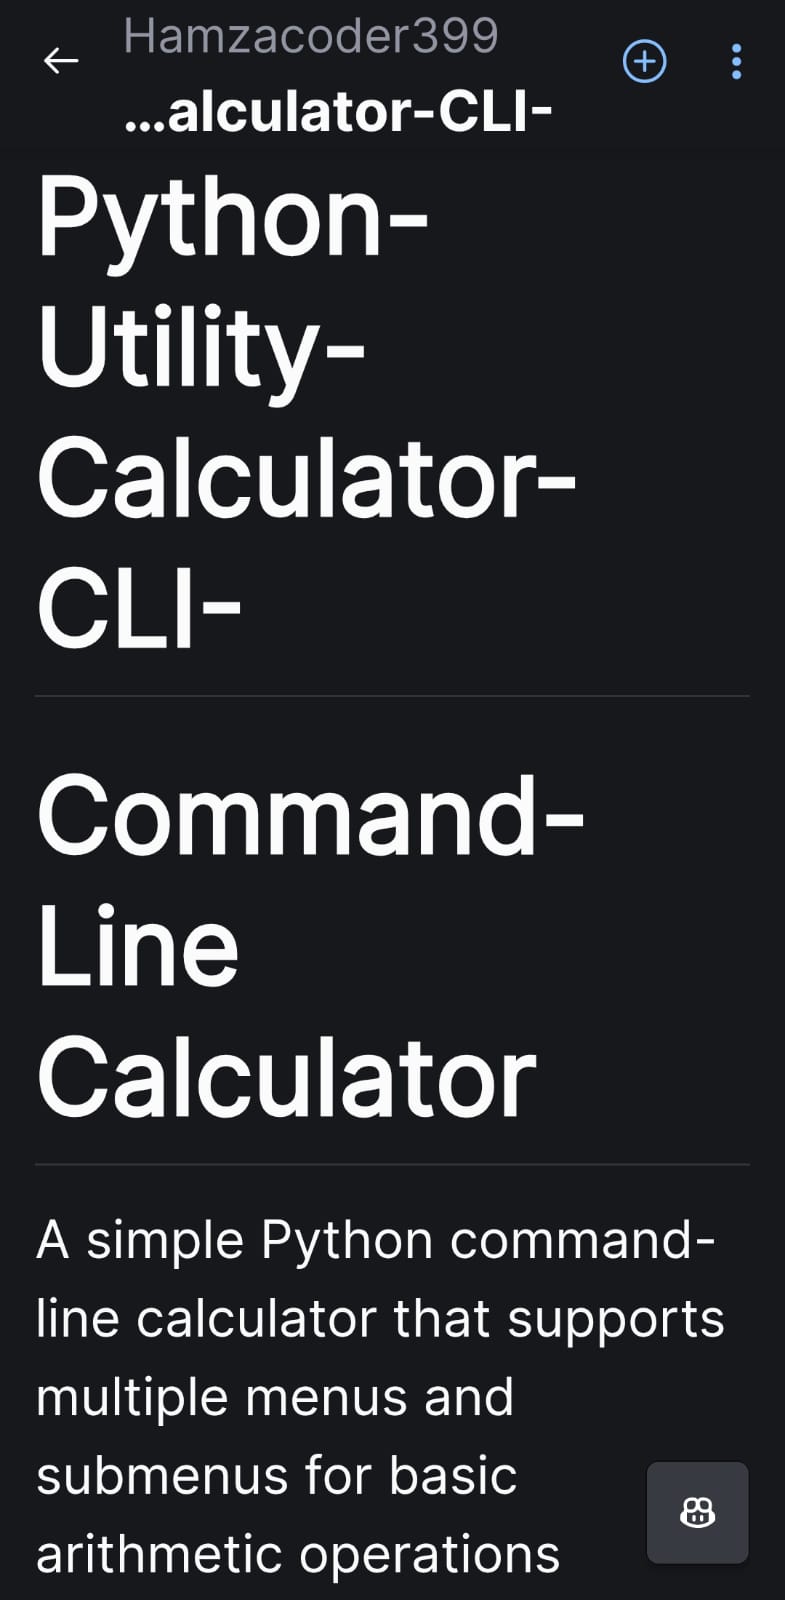 Hamzacoder399
...alculator-CLI-
Python-
Utility-
Calculator-
CLI-
Command-
Line
Calculator
A simple Python command-
line calculator that supports
multiple menus and
submenus for basic
arithmetic operations